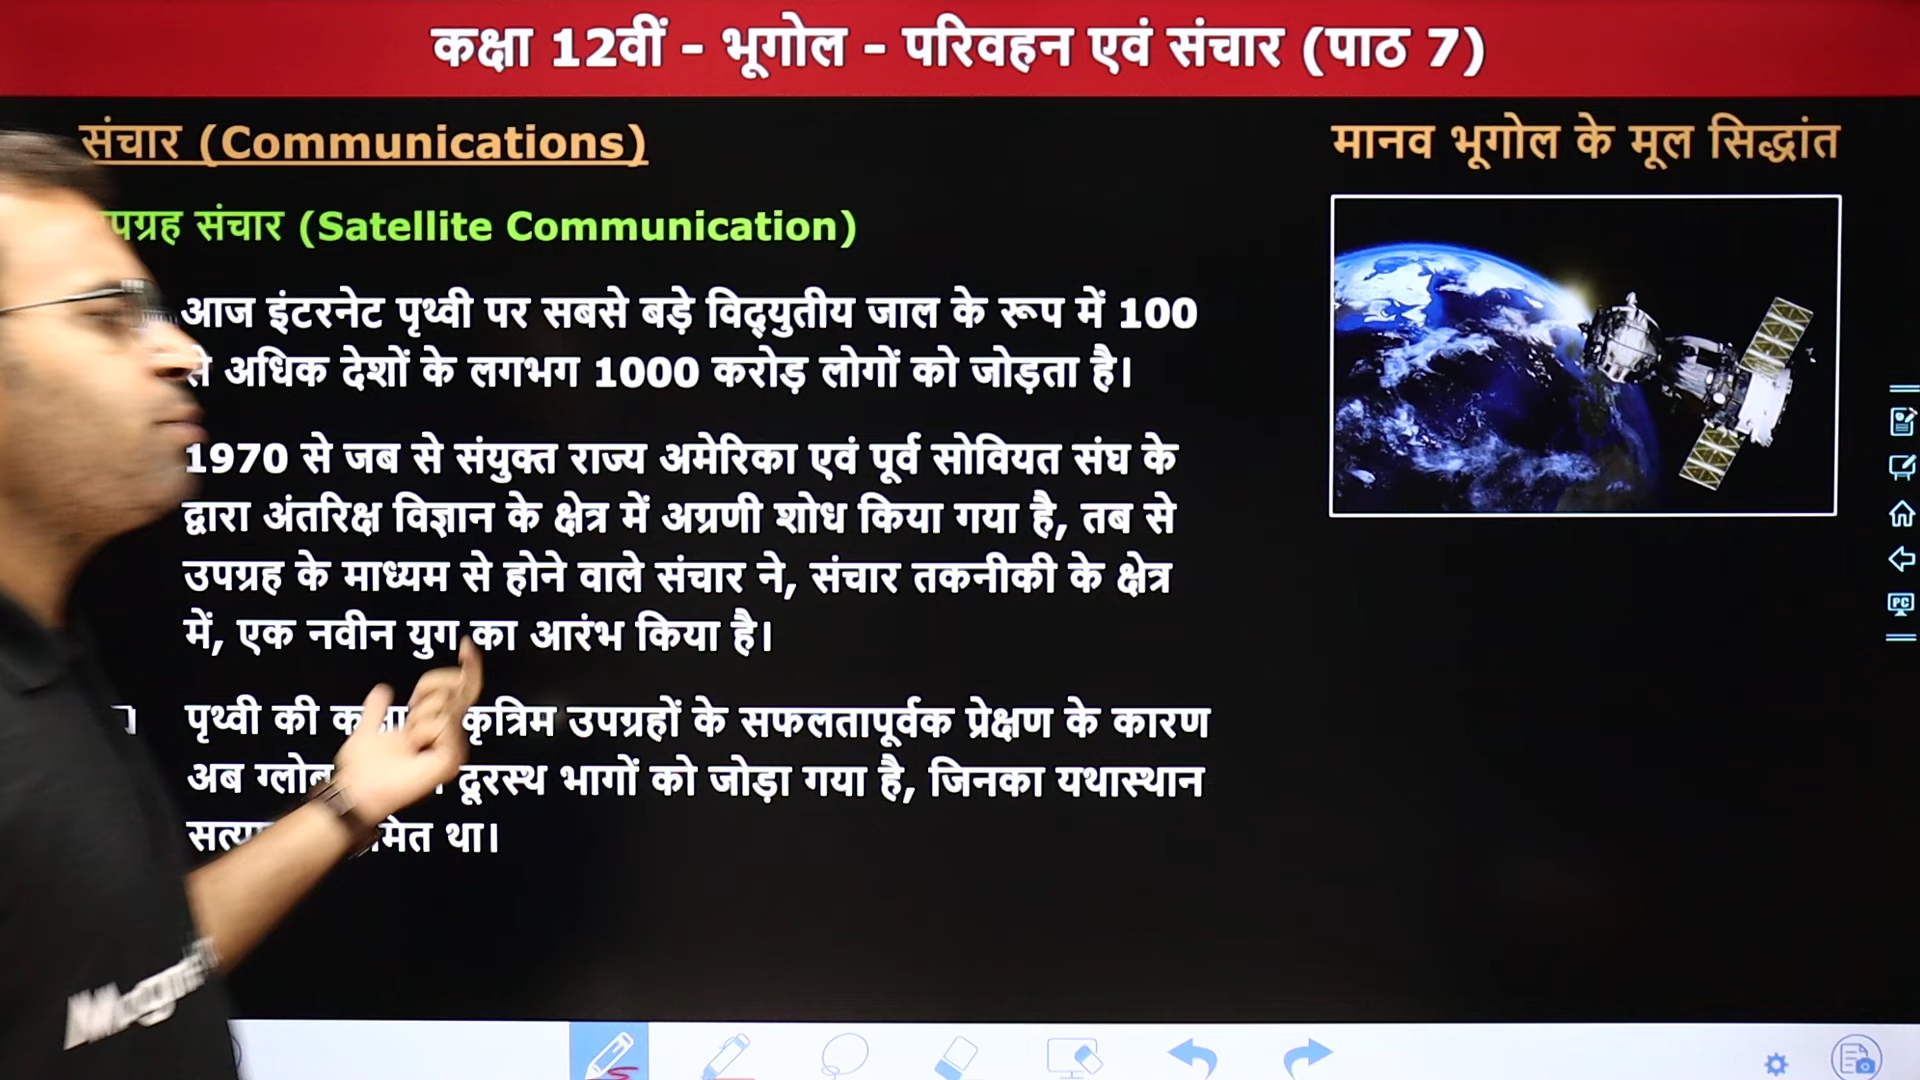 कक्षा 12वीं - भूगोल - परिवहन एवं संचार (पाठ 7)
संचार (Communications)
मानव भूगोल के मूल सिद्धांत
संचार (Satellite Communication)
आज इंटरनेट पृथ्वी पर सबसे बड़े विद्युतीय जाल के रूप में 100
अधिक देशों के लगभग 1000 करोड़ लोगों को जोड़ता है।
1970 से जब से संयुक्त राज्य अमेरिका एवं पूर्व सोवियत संघ के
द्वारा अंतरिक्ष विज्ञान के क्षेत्र में अग्रणी शोध किया गया है, तब से
उपग्रह के माध्यम से होने वाले संचार ने, संचार तकनीकी के क्षेत्र
में, एक नवीन युग का आरंभ किया है।
पृथ्वी की कृत्रिम उपग्रहों के सफलतापूर्वक प्रेक्षण के कारण
अब दूरस्थ भागों को जोड़ा गया है, जिनका यथास्थान
था।
PC